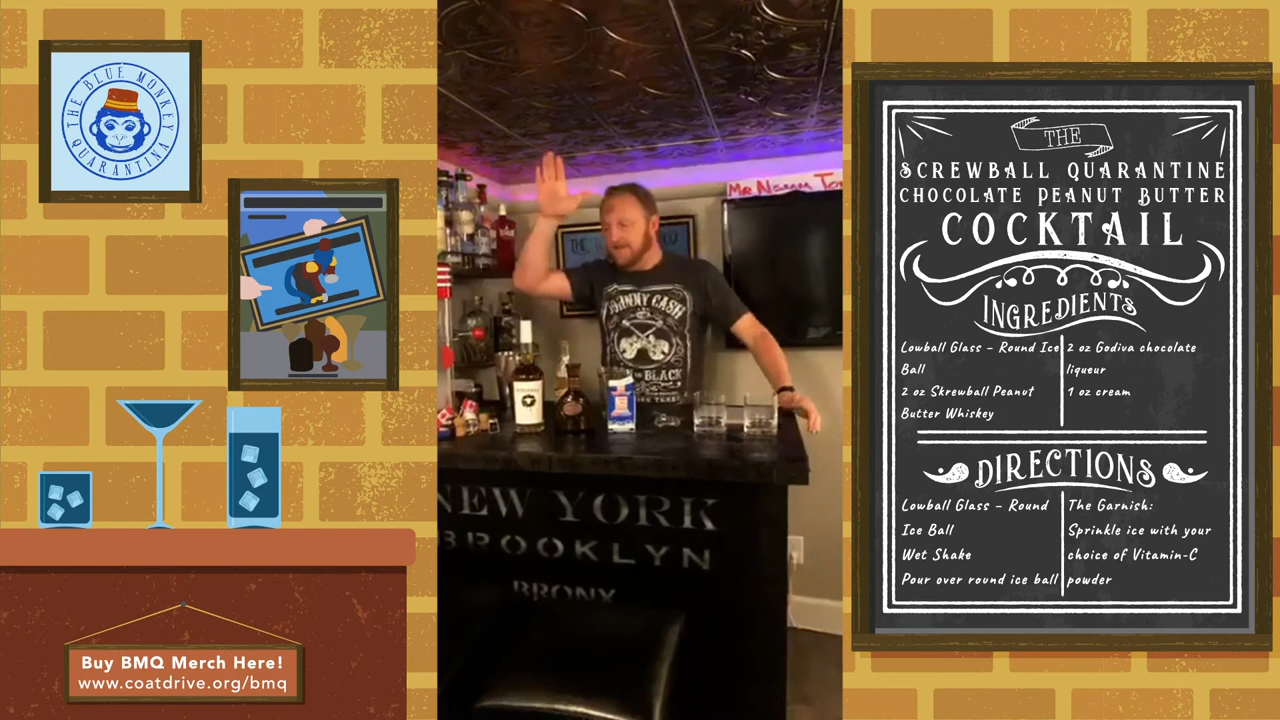 THE BLUE MONKEY
QUARANTINA
Buy BMQ Merch Here!
www.coatdrive.org/bmq
JOHNNY CASH
BLACK
NEW YORK
BROOKLYN
BRONX
THE
SCREWBALL QUARANTINE
CHOCOLATE PEANUT BUTTER
COCKTAIL
INGREDIENTS
Lowball Glass – Round Ice
Ball
2 oz Skrewball Peanut
Butter Whiskey
2 oz Godiva chocolate
liqueur
1 oz cream
DIRECTIONS
Lowball Glass – Round
Ice Ball
Wet Shake
Pour over round ice ball
The Garnish:
Sprinkle ice with your
choice of Vitamin-C
powder